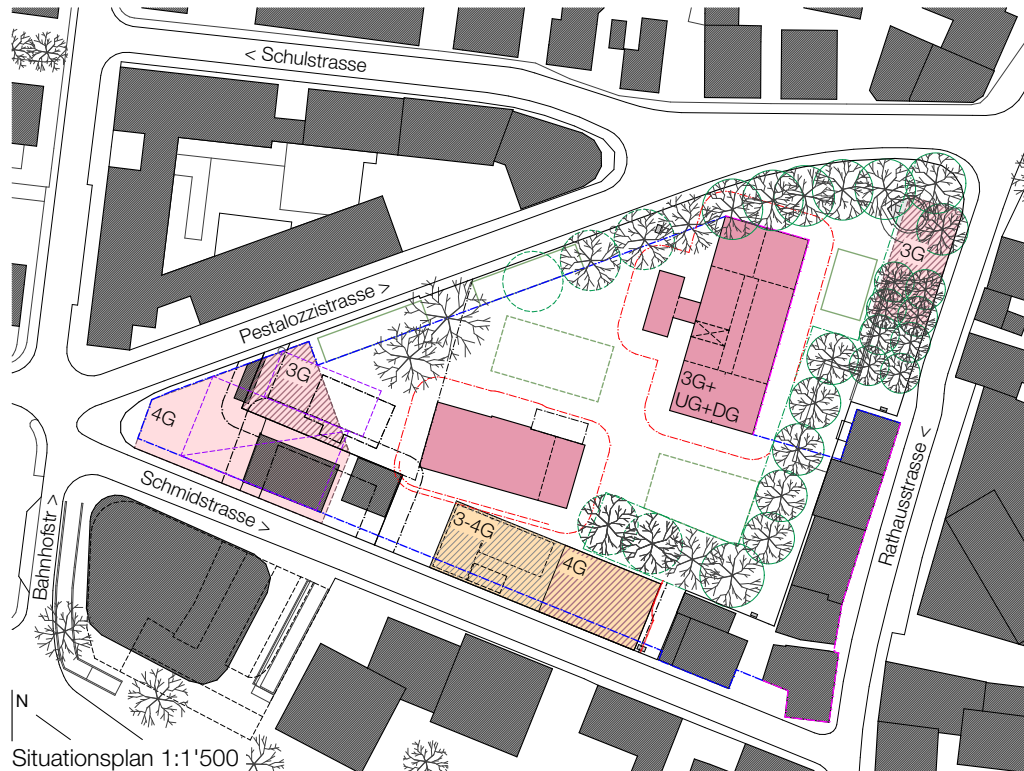 < Schulstrasse
Pestalozzistrasse >
3G
3G
4G
3G+
UG+DG
3-4G
4G
Schmidstrasse >
Bahnhofstr >
Rathausstrasse <
N
Situationsplan 1:1'500